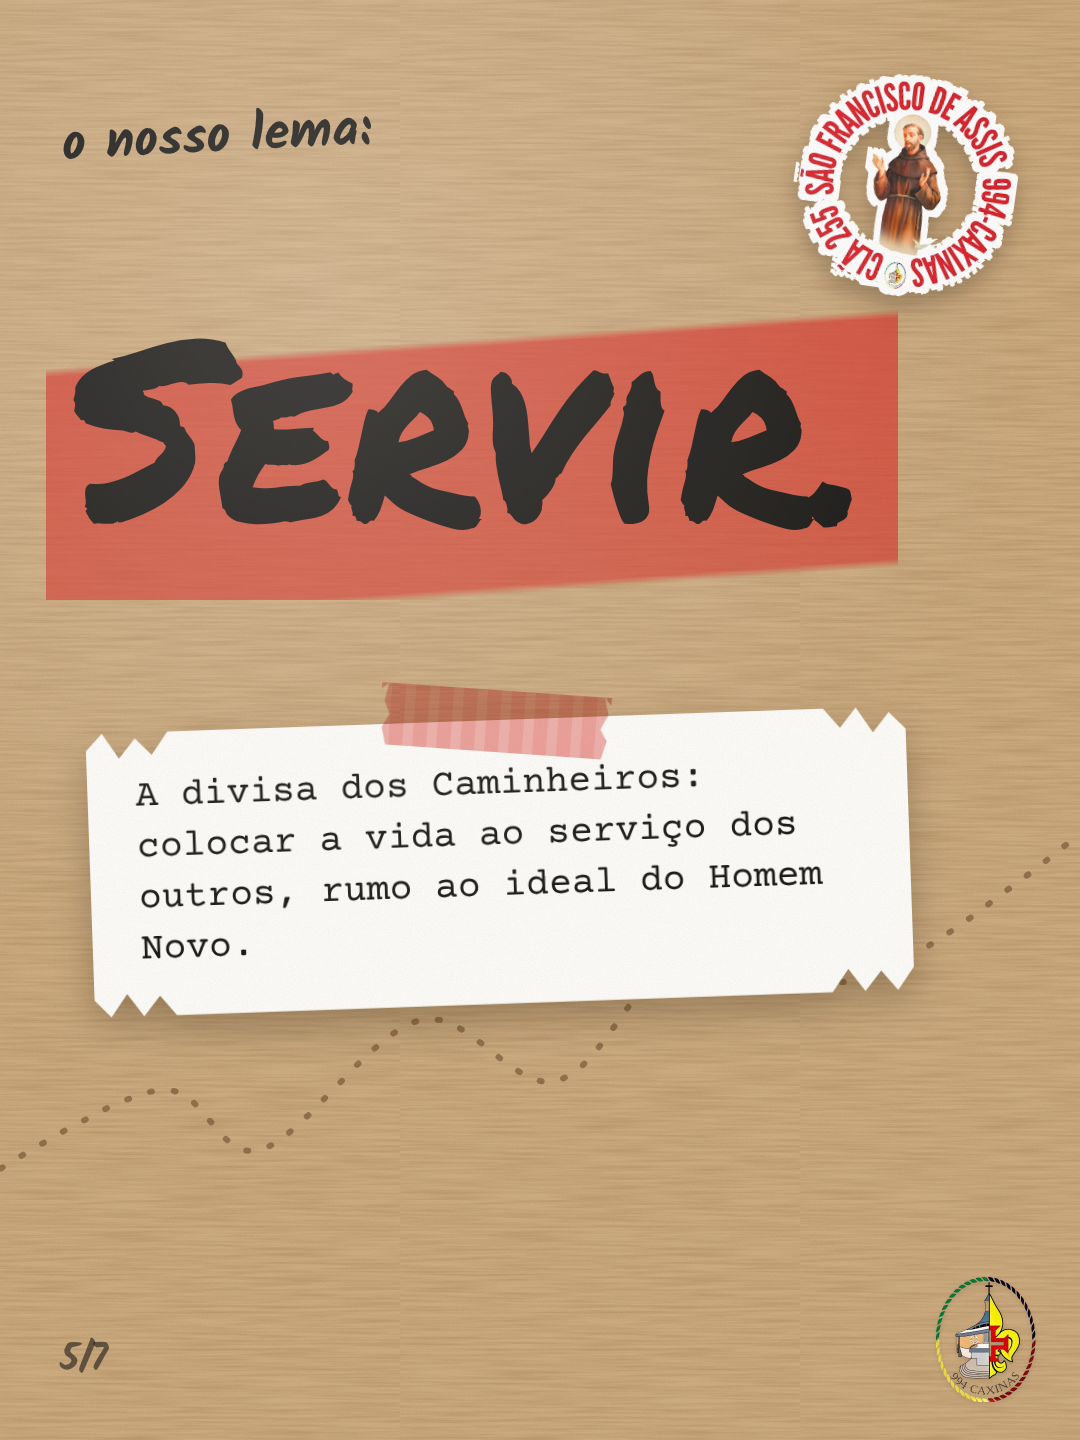 o nosso lema:
CLÃ 255 SÃO FRANCISCO DE ASSIS 994-CAXINAS
SERVIR.
A divisa dos Caminheiros:
colocar a vida ao serviço dos
outros, rumo ao ideal do Homem
Novo.
5/7
994 CAXINAS